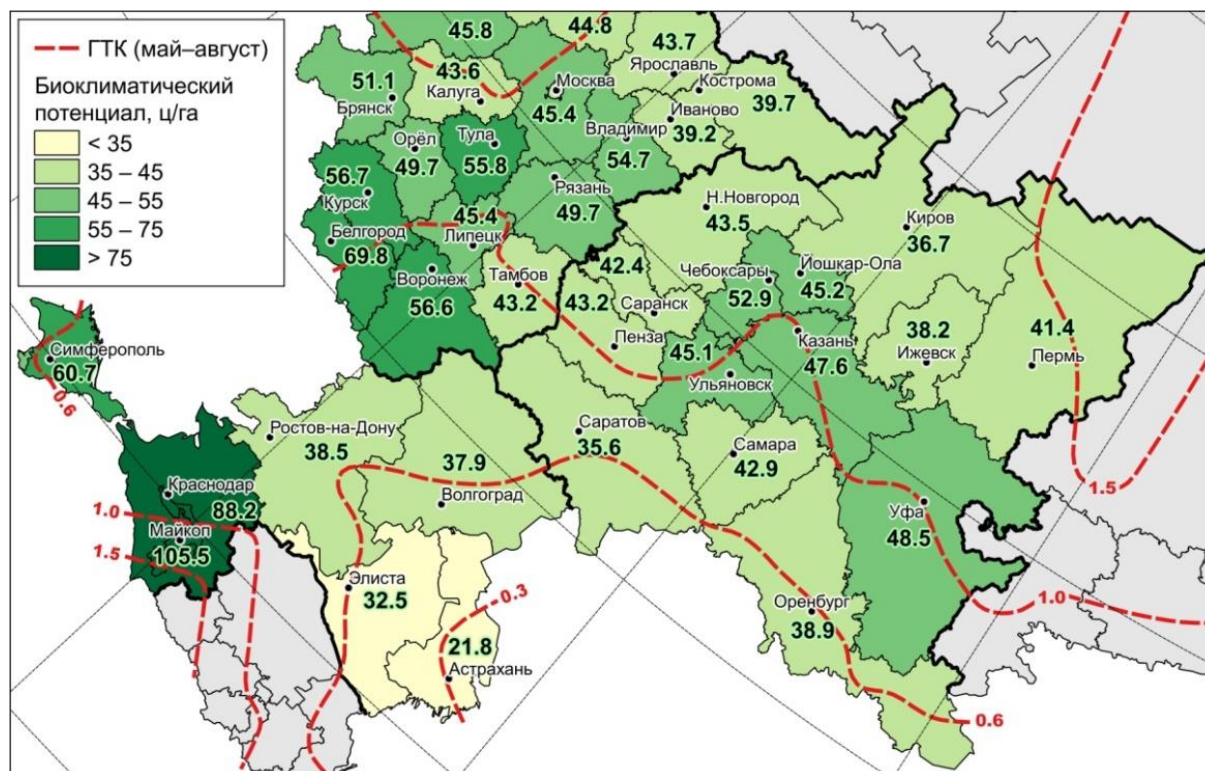 ГТК (май–август)
Биоклиматический
потенциал, ц/га
< 35
35 – 45
45 – 55
55 – 75
> 75
45.8
44.8
43.7
Ярославль
51.1
Брянск
43.6
Калуга
Москва
45.4
Кострома
39.7
Иваново
39.2
Владимир
54.7
Орёл
49.7
Тула
55.8
Рязань
49.7
56.7
Курск
Белгород
69.8
45.4
Липецк
Воронеж
56.6
Тамбов
43.2
Н.Новгород
43.5
Киров
36.7
42.4
Саранск
43.2
Пенза
Чебоксары
52.9
Йошкар-Ола
45.2
45.1
Ульяновск
Казань
47.6
38.2
Ижевск
41.4
Пермь
1.5
Симферополь
60.7
0.6
Ростов-на-Дону
38.5
37.9
Волгоград
Саратов
35.6
Самара
42.9
Краснодар
88.2
1.0
Майкоп
105.5
1.5
Уфа
48.5
Элиста
32.5
0.3
21.8
Астрахань
Оренбург
38.9
1.0
0.6